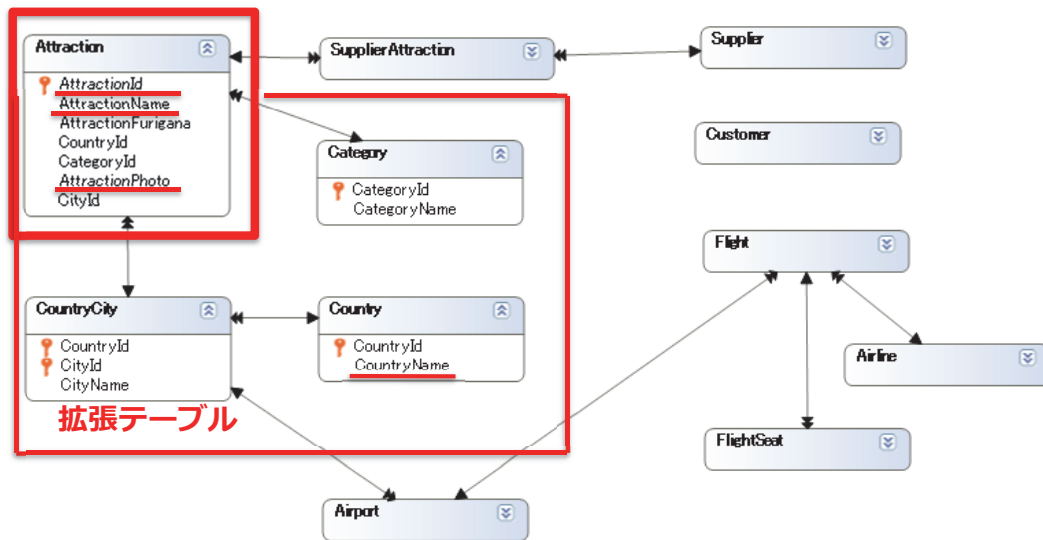 Attraction
AttractionId
AttractionName
AttractionFurigana
CountryId
CategoryId
AttractionPhoto
CityId
SupplierAttraction
Supplier
Customer
Category
CategoryId
CategoryName
Flight
CountryCity
CountryId
CityId
CityName
Country
CountryId
CountryName
Airline
拡張テーブル
FlightSeat
Airport